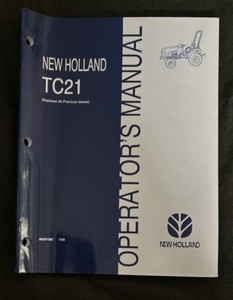 NEW HOLLAND
TC21
(Replaces All Previous Issues)
OPERATOR'S MANUAL
NEW HOLLAND